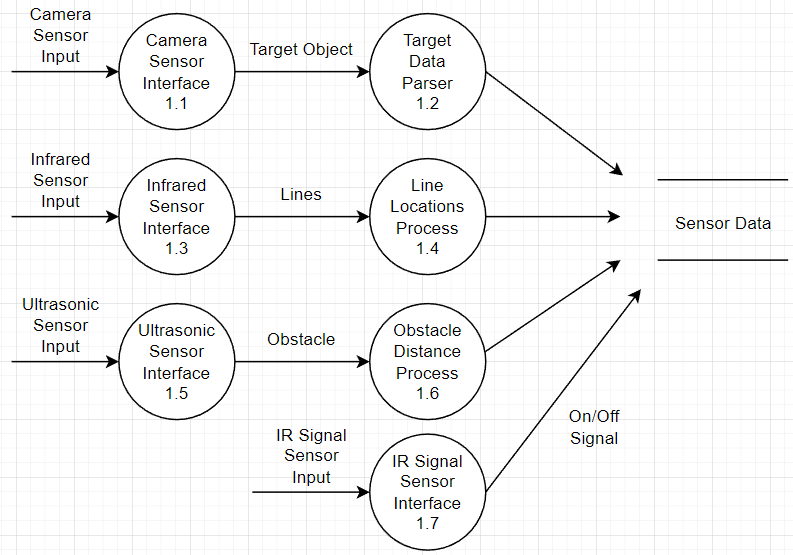 Camera
Sensor
Input
Camera
Sensor
Interface
1.1
Target Object
Target
Data
Parser
1.2
Infrared
Sensor
Input
Infrared
Sensor
Interface
1.3
Lines
Line
Locations
Process
1.4
Sensor Data
Ultrasonic
Sensor
Input
Ultrasonic
Sensor
Interface
1.5
Obstacle
Obstacle
Distance
Process
1.6
On/Off
Signal
IR Signal
Sensor
Input
IR Signal
Sensor
Interface
1.7